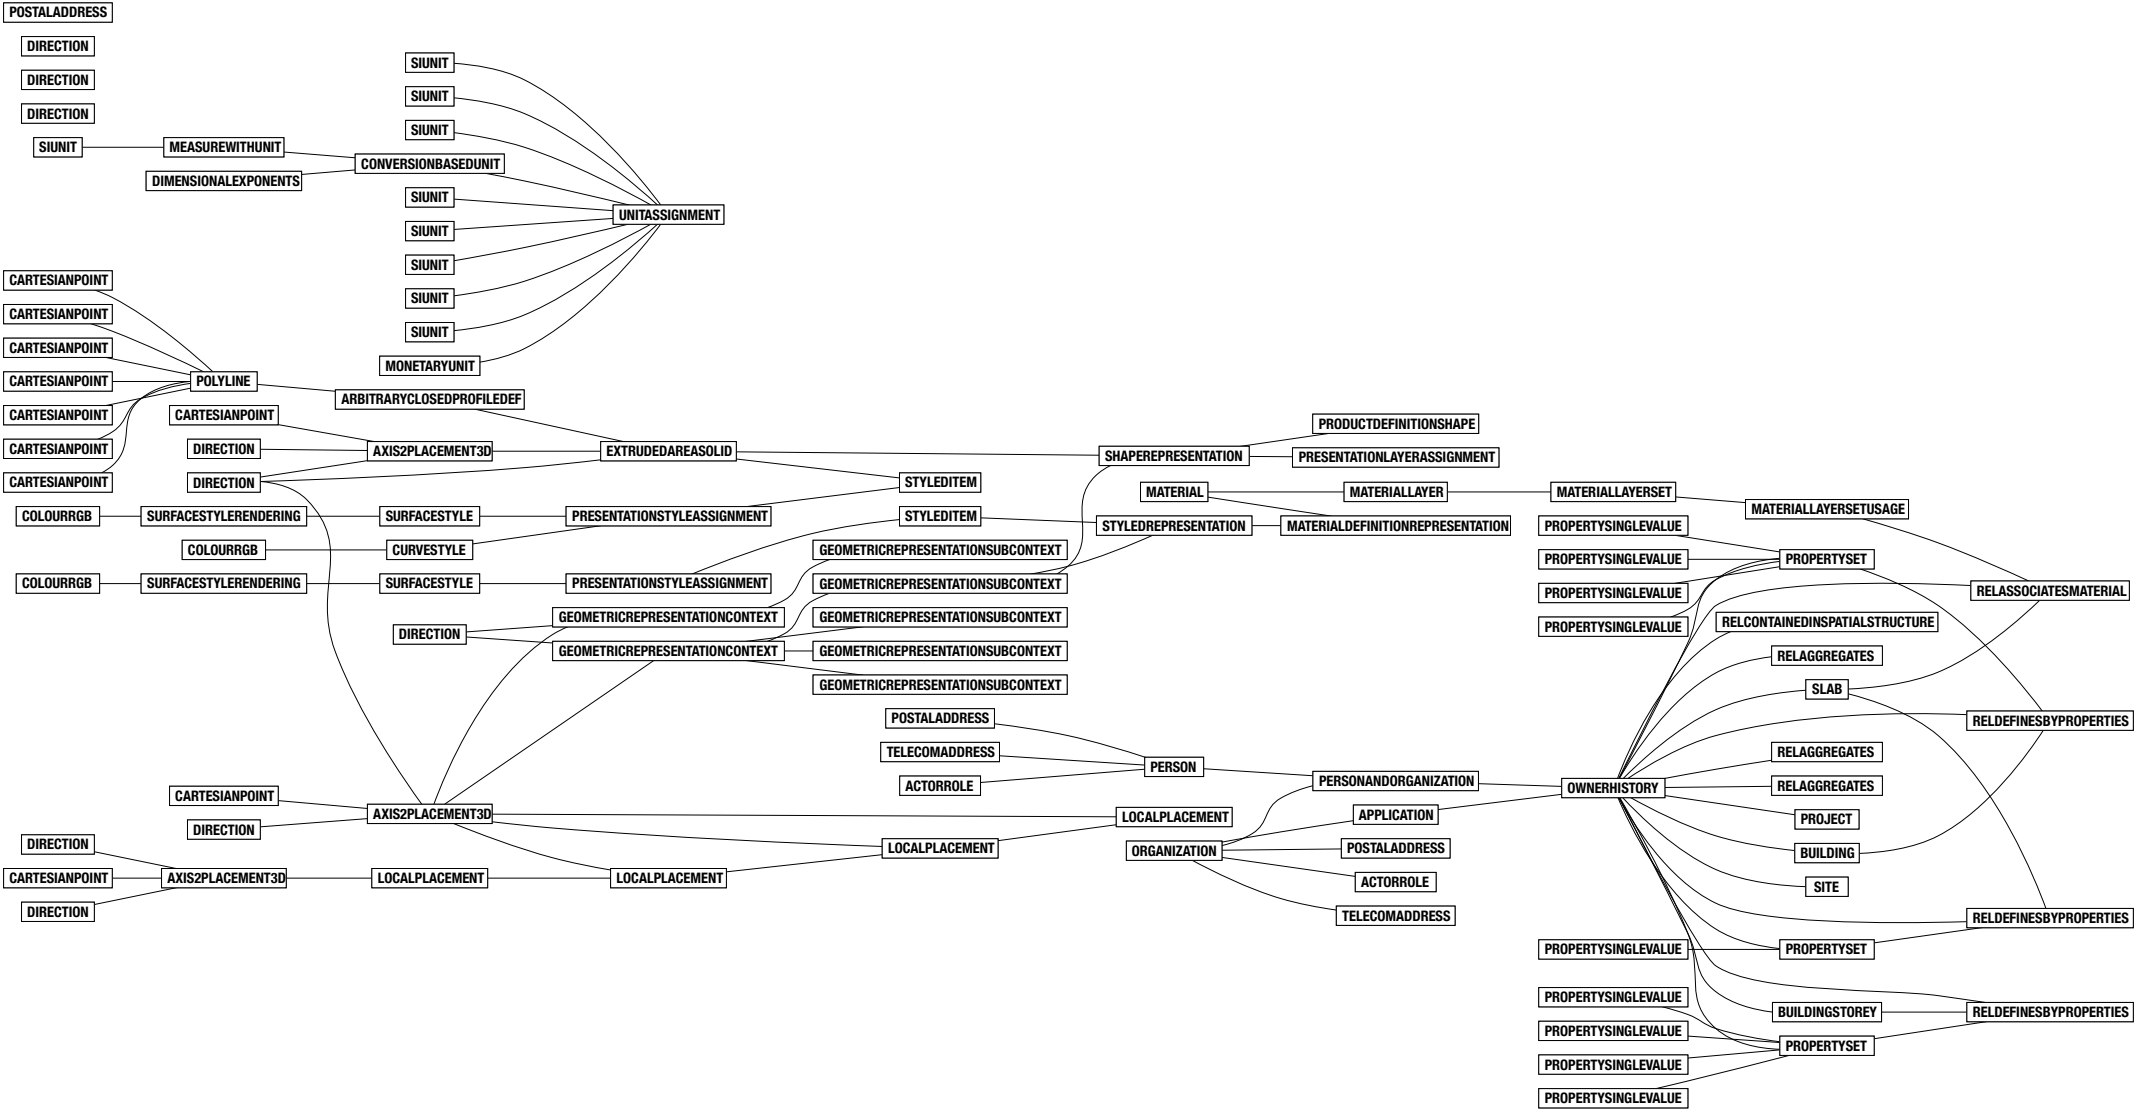 POSTALADDRESS
DIRECTION
SIUNIT
DIRECTION
SIUNIT
DIRECTION
SIUNIT
SIUNIT
MEASUREWITHUNIT
CONVERSIONBASEDUNIT
DIMENSIONALEXPONENTS
SIUNIT
UNITASSIGNMENT
SIUNIT
SIUNIT
CARTESIANPOINT
SIUNIT
CARTESIANPOINT
SIUNIT
CARTESIANPOINT
MONETARYUNIT
CARTESIANPOINT
POLYLINE
ARBITRARYCLOSEDPROFILEDEF
CARTESIANPOINT
CARTESIANPOINT
PRODUCTDEFINITIONSHAPE
CARTESIANPOINT
DIRECTION
AXIS2PLACEMENT3D
EXTRUDEDAREASOLID
SHAPEREPRESENTATION
PRESENTATIONLAYERASSIGNMENT
CARTESIANPOINT
DIRECTION
STYLEDITEM
MATERIAL
MATERIALLAYER
MATERIALLAYERSET
MATERIALLAYERSETUSAGE
COLOURRGB
SURFACESTYLERENDERING
SURFACESTYLE
PRESENTATIONSTYLEASSIGNMENT
STYLEDITEM
STYLEDREPRESENTATION
MATERIALDEFINITIONREPRESENTATION
PROPERTYSINGLEVALUE
COLOURRGB
CURVESTYLE
GEOMETRICREPRESENTATIONSUBCONTEXT
PROPERTYSINGLEVALUE
PROPERTYSET
COLOURRGB
SURFACESTYLERENDERING
SURFACESTYLE
PRESENTATIONSTYLEASSIGNMENT
GEOMETRICREPRESENTATIONSUBCONTEXT
PROPERTYSINGLEVALUE
RELASSOCIATESMATERIAL
GEOMETRICREPRESENTATIONCONTEXT
GEOMETRICREPRESENTATIONSUBCONTEXT
PROPERTYSINGLEVALUE
RELCONTAINEDINSPATIALSTRUCTURE
DIRECTION
GEOMETRICREPRESENTATIONCONTEXT
GEOMETRICREPRESENTATIONSUBCONTEXT
RELAGGREGATES
GEOMETRICREPRESENTATIONSUBCONTEXT
SLAB
POSTALADDRESS
RELDEFINESBYPROPERTIES
TELECOMADDRESS
RELAGGREGATES
PERSON
ACTORROLE
PERSONANDORGANIZATION
OWNERHISTORY
RELAGGREGATES
CARTESIANPOINT
AXIS2PLACEMENT3D
LOCALPLACEMENT
APPLICATION
PROJECT
DIRECTION
DIRECTION
LOCALPLACEMENT
ORGANIZATION
POSTALADDRESS
BUILDING
CARTESIANPOINT
AXIS2PLACEMENT3D
LOCALPLACEMENT
LOCALPLACEMENT
ACTORROLE
SITE
DIRECTION
TELECOMADDRESS
RELDEFINESBYPROPERTIES
PROPERTYSINGLEVALUE
PROPERTYSET
PROPERTYSINGLEVALUE
BUILDINGSTOREY
RELDEFINESBYPROPERTIES
PROPERTYSINGLEVALUE
PROPERTYSET
PROPERTYSINGLEVALUE
PROPERTYSINGLEVALUE